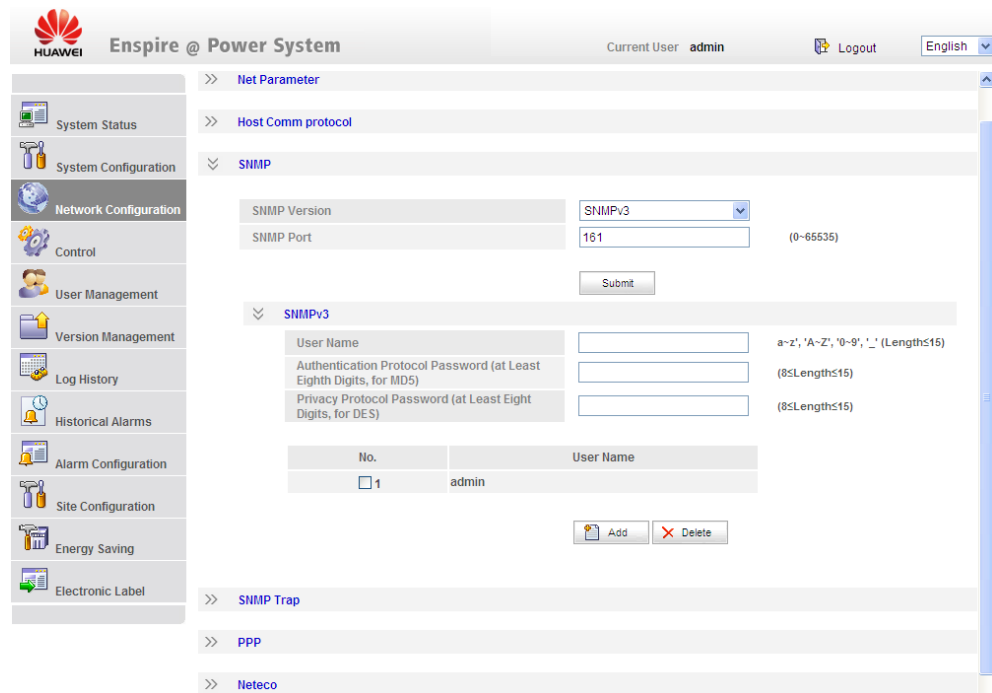 HUAWEI
Enspire @ Power System
Current User admin
Logout
English
System Status
System Configuration
Network Configuration
Control
User Management
Version Management
Log History
Historical Alarms
Alarm Configuration
Site Configuration
Energy Saving
Electronic Label
Net Parameter
Host Comm protocol
SNMP
SNMP Version SNMPv3
SNMP Port 161 (0~65535)
Submit
SNMPv3
User Name a~z', 'A~Z', '0~9', '_' (Length≤15)
Authentication Protocol Password (at Least
Eighth Digits, for MD5) (8≤Length≤15)
Privacy Protocol Password (at Least Eight
Digits, for DES) (8≤Length≤15)
No. User Name
1 admin
Add Delete
SNMP Trap
PPP
Neteco